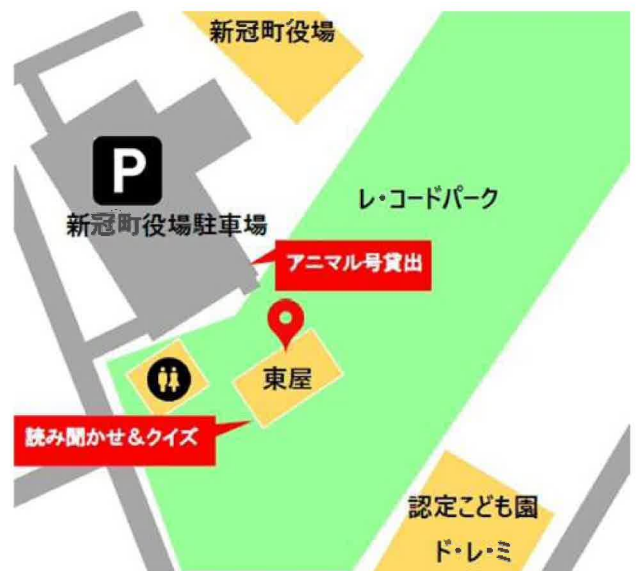 新冠町役場
P
レ・コードパーク
新冠町役場駐車場
アニマル号貸出
東屋
読み聞かせ＆クイズ
認定こども園
ド・レ・ミ